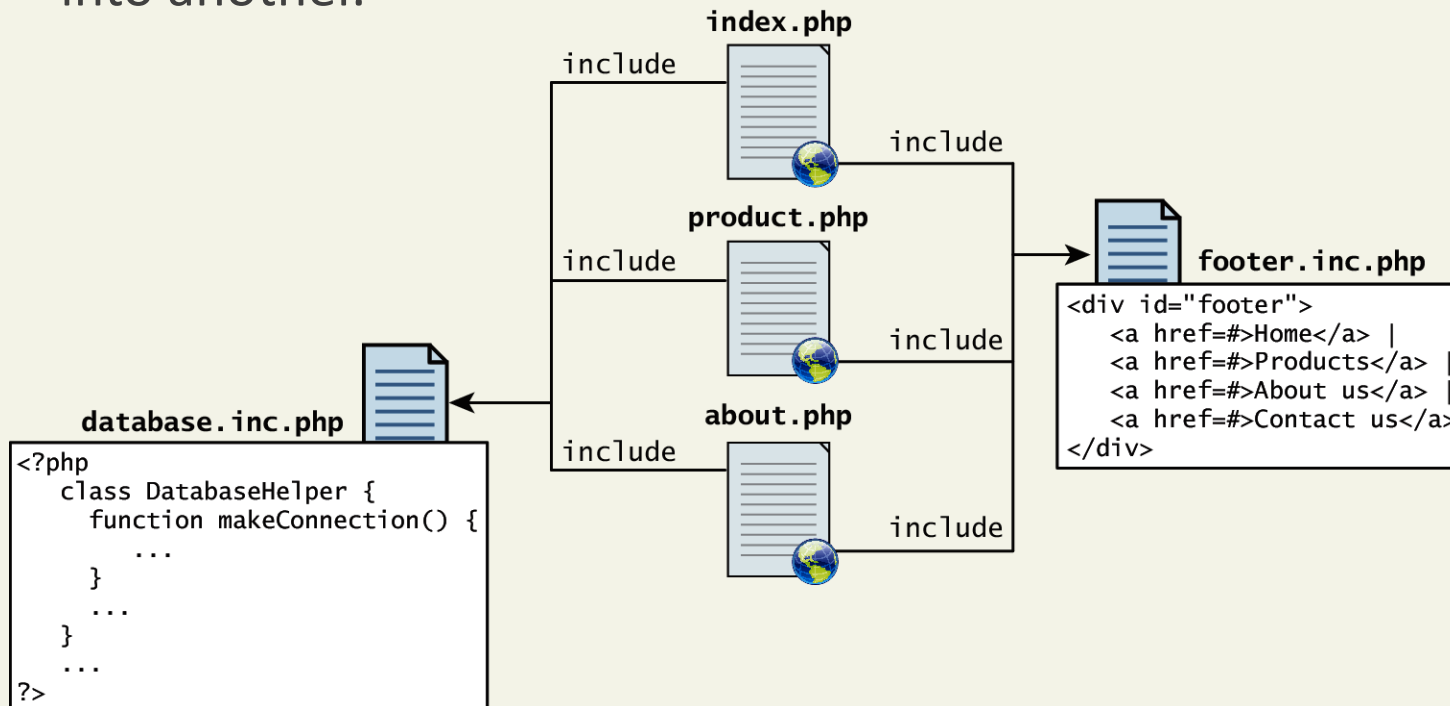 into another.
index.php
include
include
product.php
include
footer.inc.php
<div id="footer">
<a href=#>Home</a> |
<a href=#>Products</a> |
<a href=#>About us</a> |
<a href=#>Contact us</a>
</div>
include
about.php
database.inc.php
include
include
<?php
class DatabaseHelper {
function makeConnection() {
...
}
...
}
...
?>